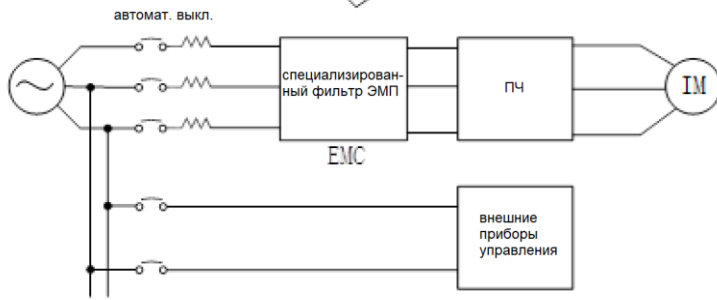 автомат. выкл.
специализирован-
ный фильтр ЭМП
ПЧ
IM
EMC
внешние
приборы
управления